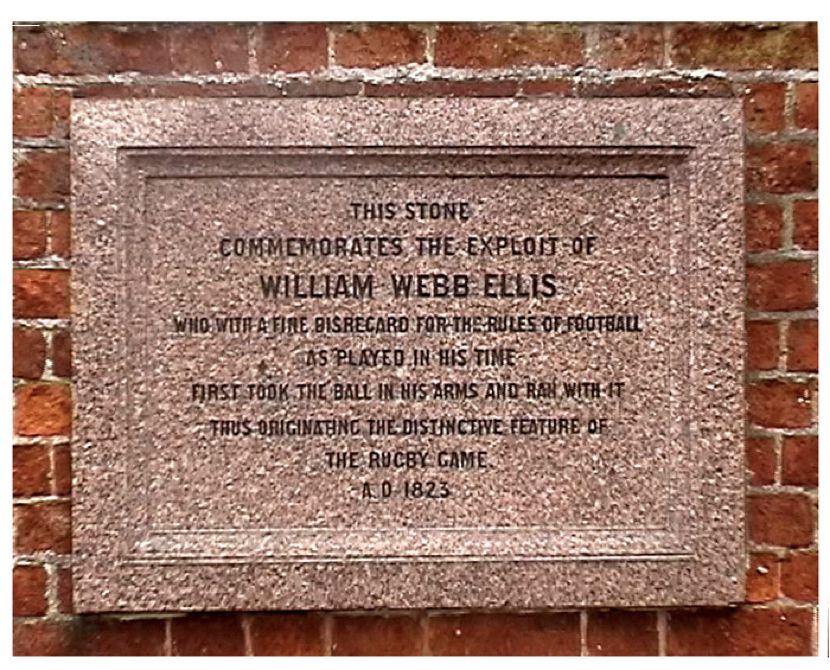 THIS STONE
COMMEMORATES THE EXPLOIT OF
WILLIAM WEBB ELLIS
WHO WITH A FINE DISREGARD FOR THE RULES OF FOOTBALL
AS PLAYED IN HIS TIME
FIRST TOOK THE BALL IN HIS ARMS AND RAN WITH IT
THUS ORIGINATING THE DISTINCTIVE FEATURE OF
THE RUGBY GAME.
A.D. 1823